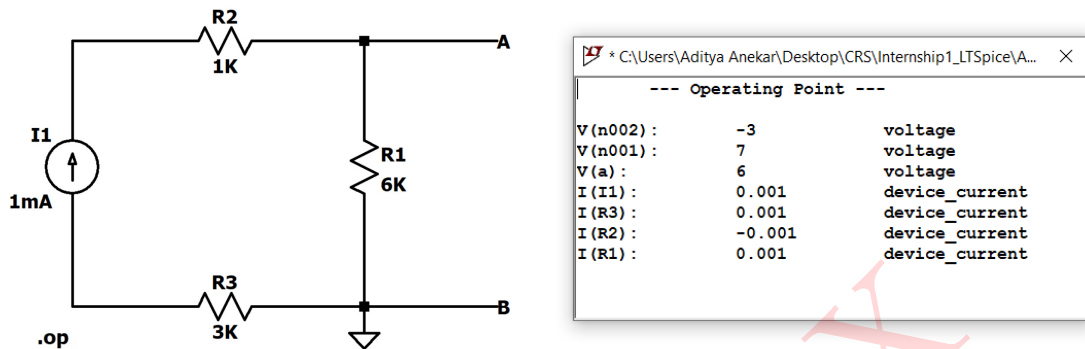 R2
1K
A
I1
1mA
R1
6K
R3
3K
B
.op
* C:\Users\Aditya Anekar\Desktop\CRS\Internship1_LTSpice\A...
--- Operating Point ---
V(n002): -3 voltage
V(n001): 7 voltage
V(a): 6 voltage
I(I1): 0.001 device_current
I(R3): 0.001 device_current
I(R2): -0.001 device_current
I(R1): 0.001 device_current